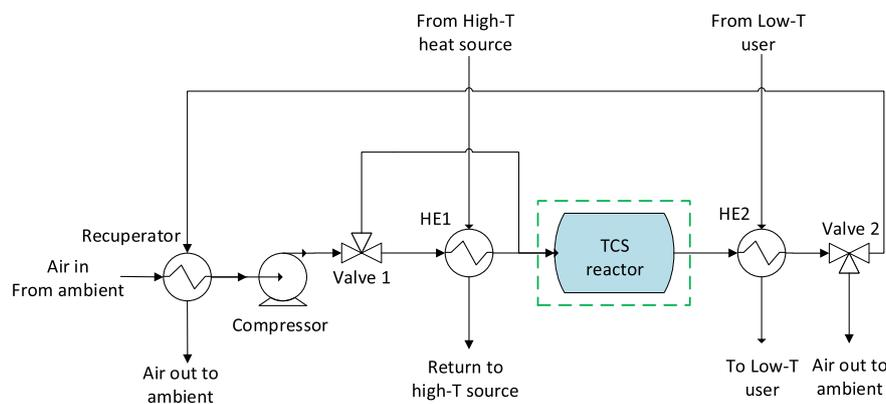 From High-T
heat source
From Low-T
user
Recuperator
HE1
HE2
Valve 2
TCS
reactor
Air in
From ambient
Valve 1
Compressor
Air out to
ambient
Return to
high-T source
To Low-T
user
Air out to
ambient